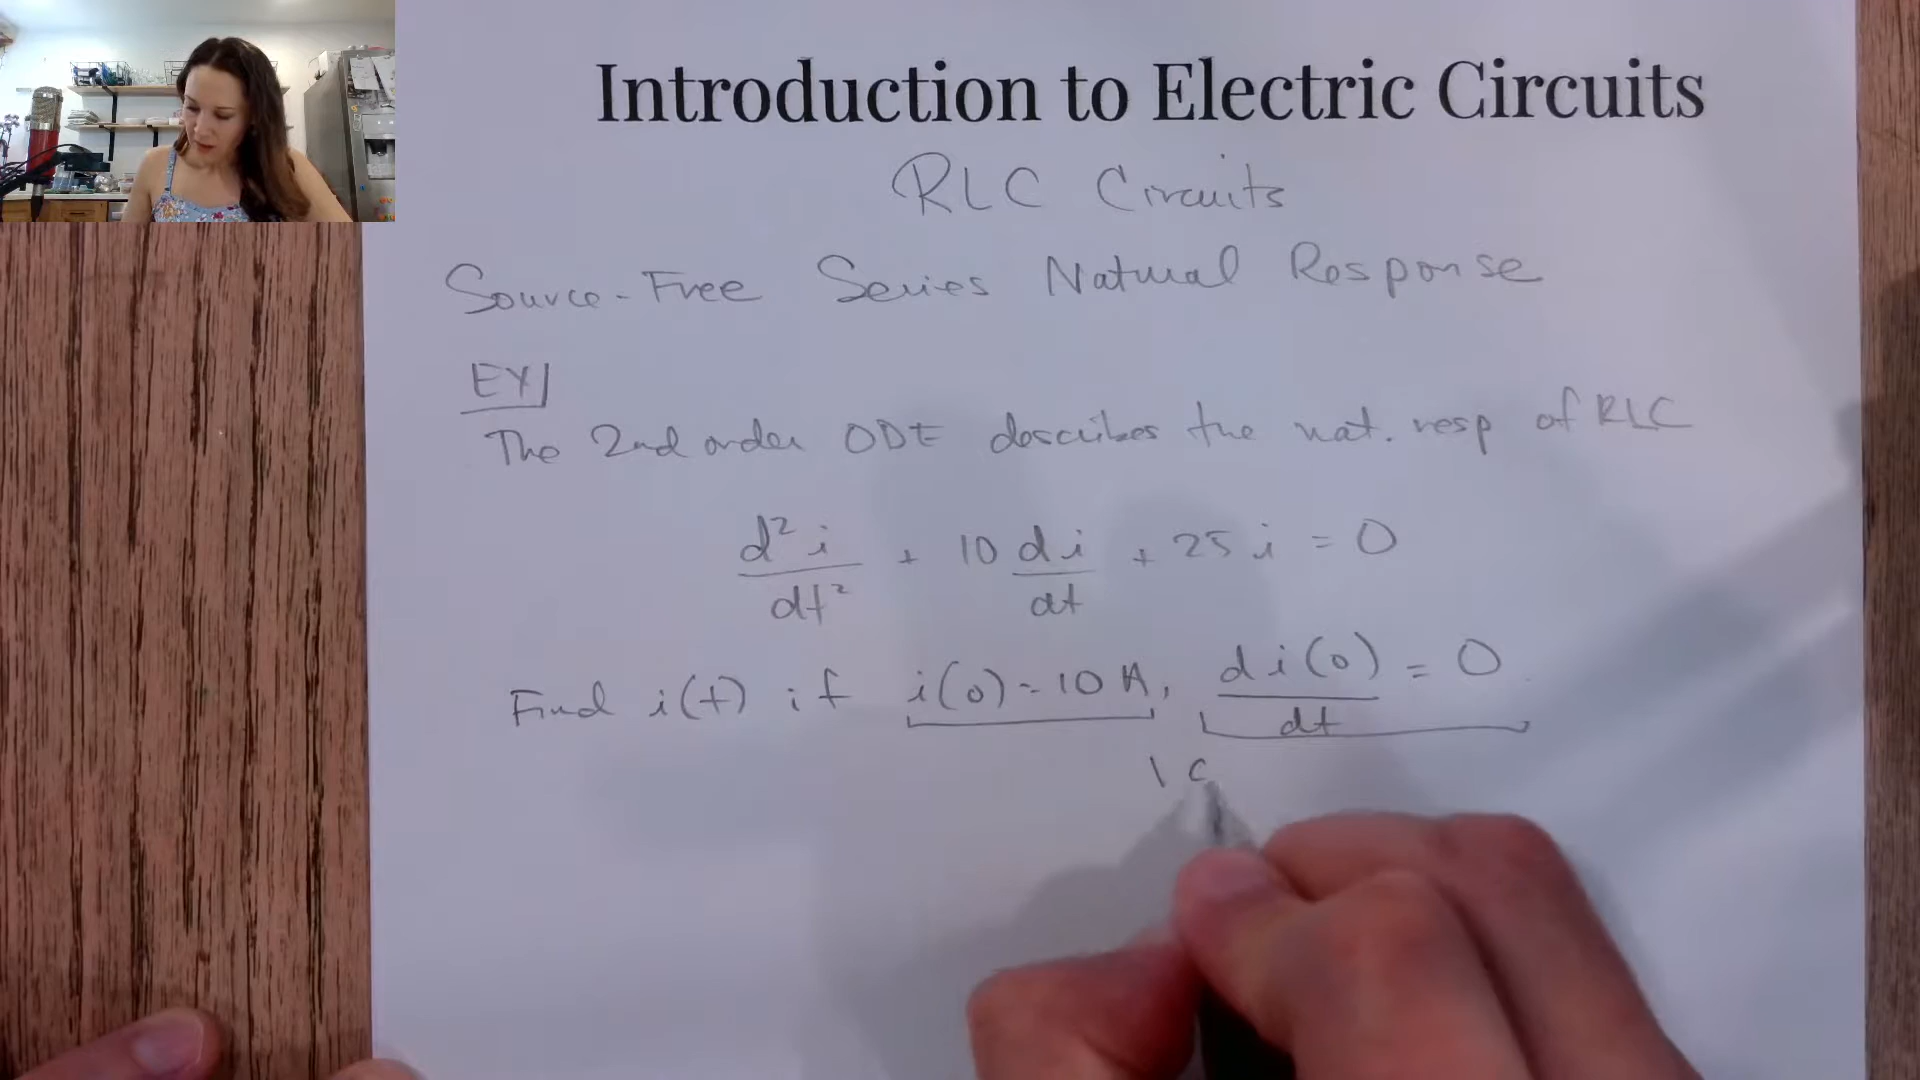 Introduction to Electric Circuits
RLC Circuits
Source-Free Series Natural Response
EX
The 2nd order ODE describes the nat. resp of RLC
d²i/dt² + 10 di/dt + 25 i = 0
Find i(t) if i(0) = 10 A, di(0)/dt = 0
IC